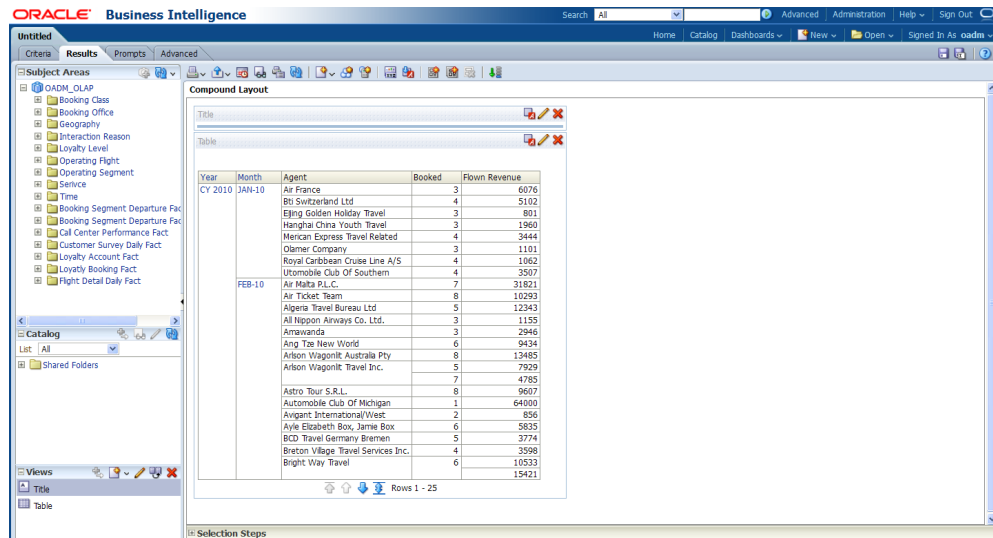 ORACLE Business Intelligence
Search All Advanced Administration Help Sign Out
Untitled
Home Catalog Dashboards New Open Signed In As oadm
Criteria Results Prompts Advanced
Subject Areas
OADM_OLAP
Booking Class
Booking Office
Geography
Interaction Reason
Loyalty Level
Operating Flight
Operating Segment
Serivce
Time
Booking Segment Departure Fac
Booking Segment Departure Fac
Call Center Performance Fact
Customer Survey Daily Fact
Loyalty Account Fact
Loyatly Booking Fact
Flight Detail Daily Fact
Catalog
List All
Shared Folders
Views
Title
Table
Compound Layout
Title
Table
Year Month Agent Booked Flown Revenue
CY 2010 JAN-10 Air France 3 6076
Bti Switzerland Ltd 4 5102
Eijing Golden Holiday Travel 3 801
Hanghai China Youth Travel 3 1960
Merican Express Travel Related 4 3444
Olamer Company 3 1101
Royal Caribbean Cruise Line A/S 4 1062
Utomobile Club Of Southern 4 3507
FEB-10 Air Malta P.L.C. 7 31821
Air Ticket Team 8 10293
Algeria Travel Bureau Ltd 5 12343
All Nippon Airways Co. Ltd. 3 1155
Amawanda 3 2946
Ang Tze New World 6 9434
Arlson Wagonlit Australia Pty 8 13485
Arlson Wagonlit Travel Inc. 5 7929
7 4785
Astro Tour S.R.L. 8 9607
Automobile Club Of Michigan 1 64000
Avigant International/West 2 856
Ayle Elizabeth Box, Jamie Box 6 5835
BCD Travel Germany Bremen 5 3774
Breton Village Travel Services Inc. 4 3598
Bright Way Travel 6 10533
15421
Rows 1 - 25
Selection Steps